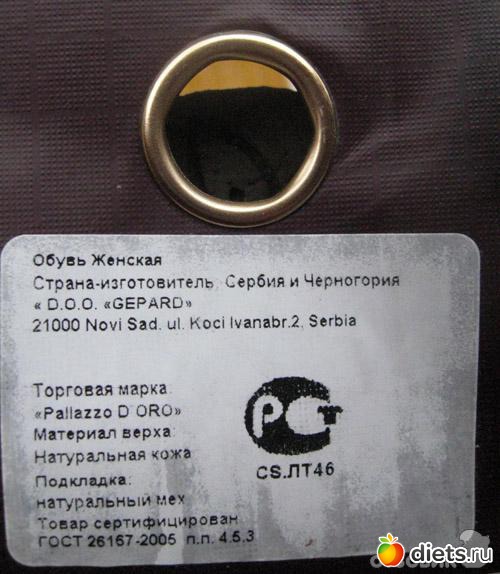 Обувь Женская
Страна-изготовитель: Сербия и Черногория
« D.O.O. «GEPARD»
21000 Novi Sad. ul. Koci Ivanabr.2, Serbia
Торговая марка:
«Pallazzo D'ORO»
Материал верха:
Натуральная кожа
Подкладка:
натуральный мех
Товар сертифицирован
ГОСТ 26167-2005 п.п. 4.5.3
РСТ
CS.ЛТ46
diets.ru